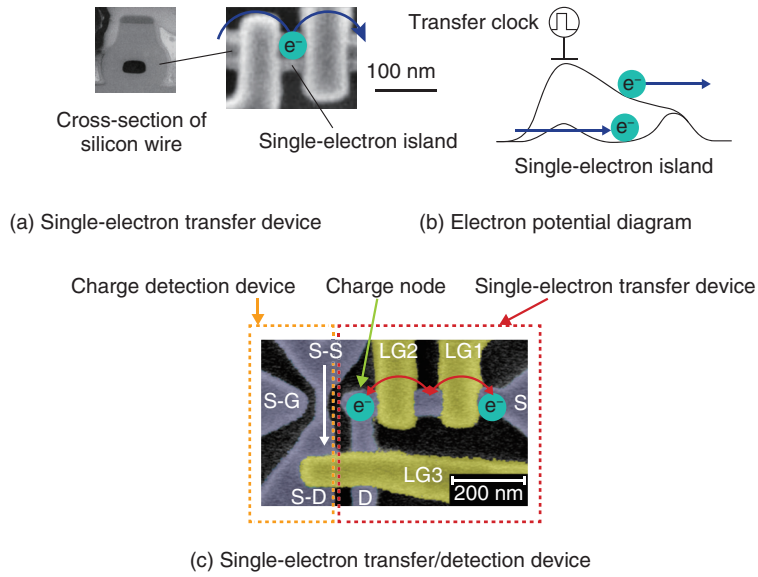 e⁻
100 nm
Cross-section of
silicon wire
Single-electron island
(a) Single-electron transfer device
Transfer clock
e⁻
e⁻
Single-electron island
(b) Electron potential diagram
Charge detection device
Charge node
Single-electron transfer device
S-S
LG2
LG1
S-G
e⁻
e⁻
S
LG3
200 nm
S-D
D
(c) Single-electron transfer/detection device